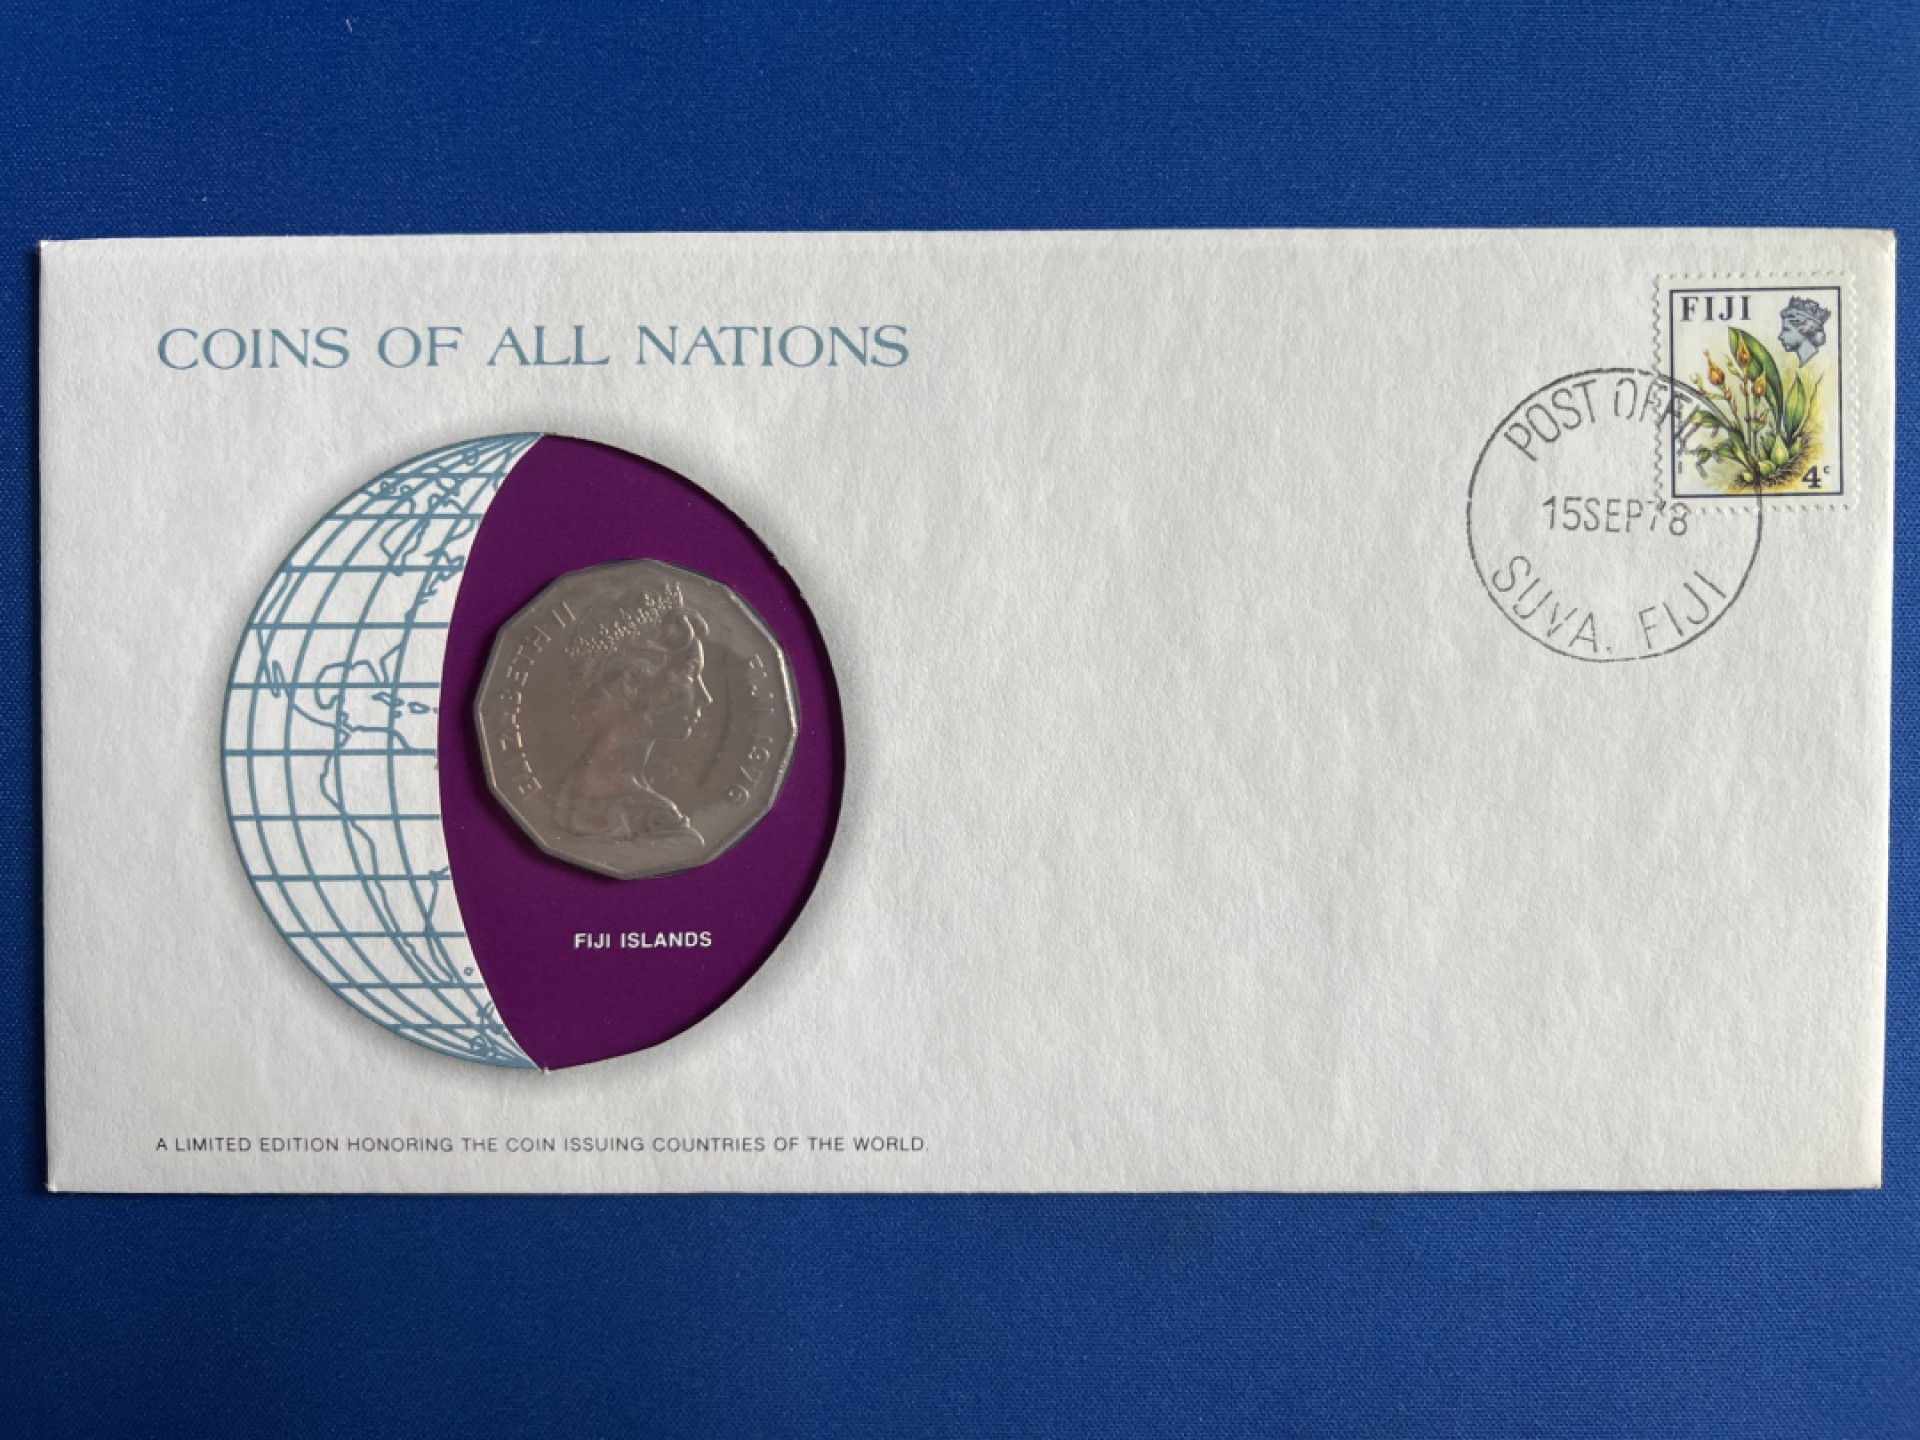 COINS OF ALL NATIONS
FIJI
4c
POST OFFIC
15SEP78
SUVA. FIJI
ELIZABETH II
FIJI 1976
FIJI ISLANDS
A LIMITED EDITION HONORING THE COIN ISSUING COUNTRIES OF THE WORLD.